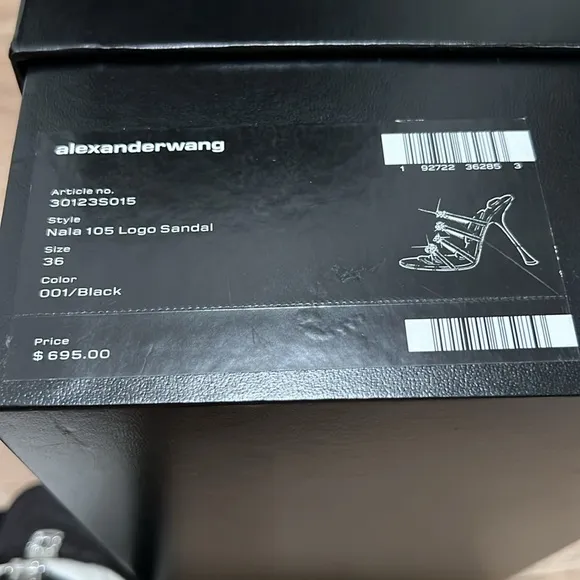 alexanderwang
Article no.
30123S015
Style
Nala 105 Logo Sandal
Size
36
Color
001/Black
Price
$ 695.00
1 92722 36285 3